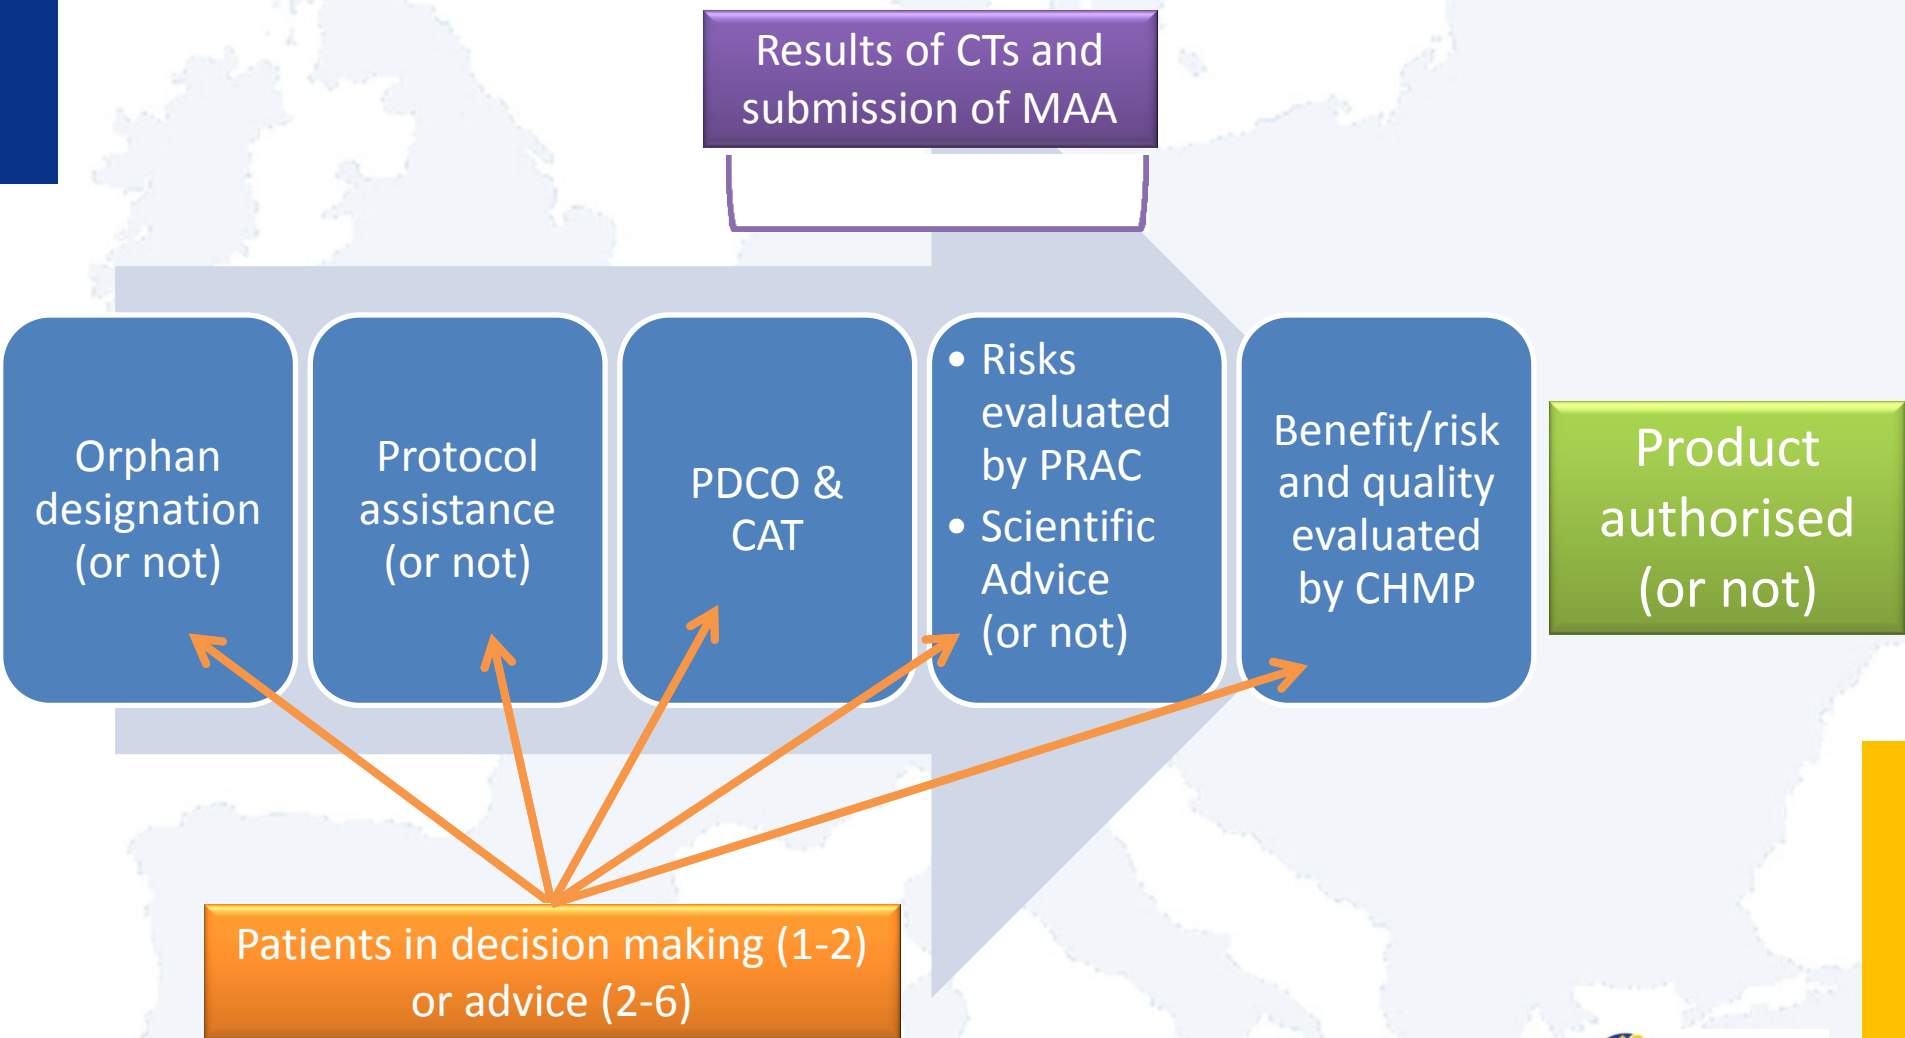 Results of CTs and
submission of MAA
Orphan
designation
(or not)
Protocol
assistance
(or not)
PDCO &
CAT
• Risks
evaluated
by PRAC
• Scientific
Advice
(or not)
Benefit/risk
and quality
evaluated
by CHMP
Product
authorised
(or not)
Patients in decision making (1-2)
or advice (2-6)